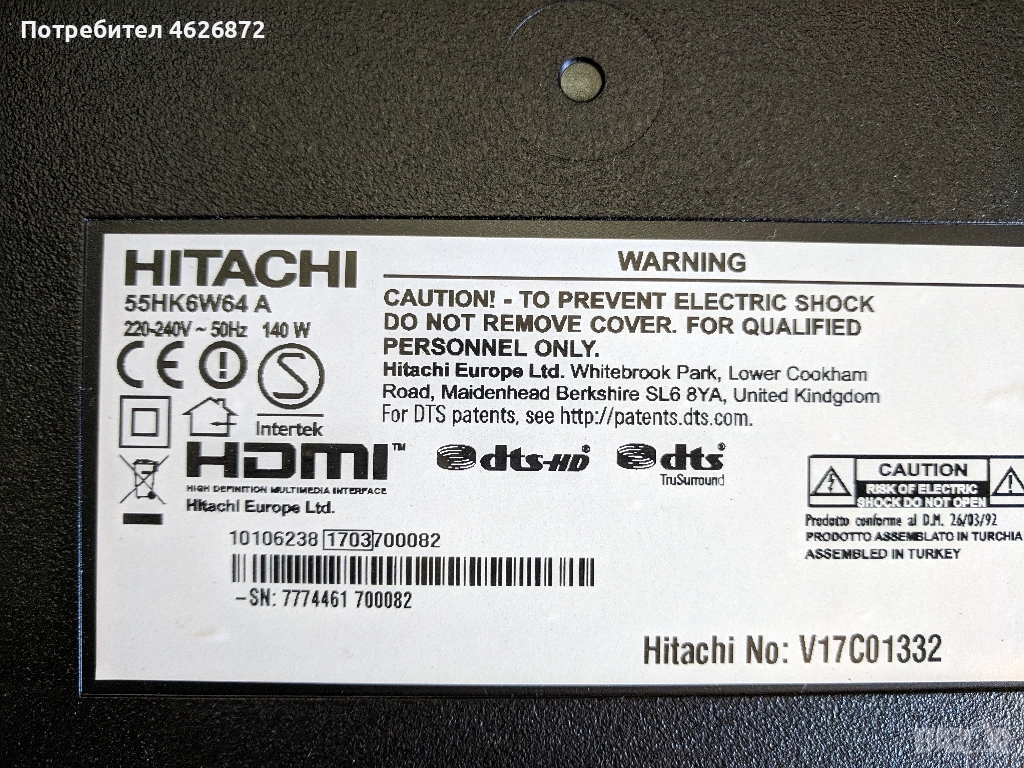 Потребител 4626872
HITACHI
55HK6W64 A
220-240V ~ 50Hz 140 W
CE
S
Intertek
WARNING
CAUTION! - TO PREVENT ELECTRIC SHOCK
DO NOT REMOVE COVER. FOR QUALIFIED
PERSONNEL ONLY.
Hitachi Europe Ltd. Whitebrook Park, Lower Cookham
Road, Maidenhead Berkshire SL6 8YA, United Kindgdom
For DTS patents, see http://patents.dts.com.
HDMI™
HIGH DEFINITION MULTIMEDIA INTERFACE
Hitachi Europe Ltd.
dts-HD®
dts®
TruSurround
CAUTION
RISK OF ELECTRIC
SHOCK DO NOT OPEN
Prodotto conforme al D.M. 26/03/92
PRODOTTO ASSEMBLATO IN TURCHIA
ASSEMBLED IN TURKEY
10106238 1703 700082
-SN: 7774461 700082
Hitachi No: V17C01332